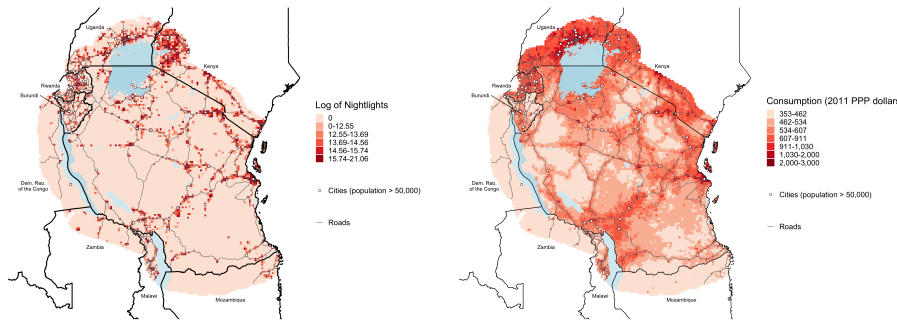 Uganda
Kenya
Rwanda
Burundi
Dem. Rep.
of the Congo
Zambia
Malawi
Mozambique
Log of Nightlights
0
0-12.55
12.55-13.69
13.69-14.56
14.56-15.74
15.74-21.06
Cities (population > 50,000)
Roads
Uganda
Kenya
Rwanda
Burundi
Dem. Rep.
of the Congo
Zambia
Malawi
Mozambique
Consumption (2011 PPP dollars
353-462
462-534
534-607
607-911
911-1,030
1,030-2,000
2,000-3,000
Cities (population > 50,000)
Roads